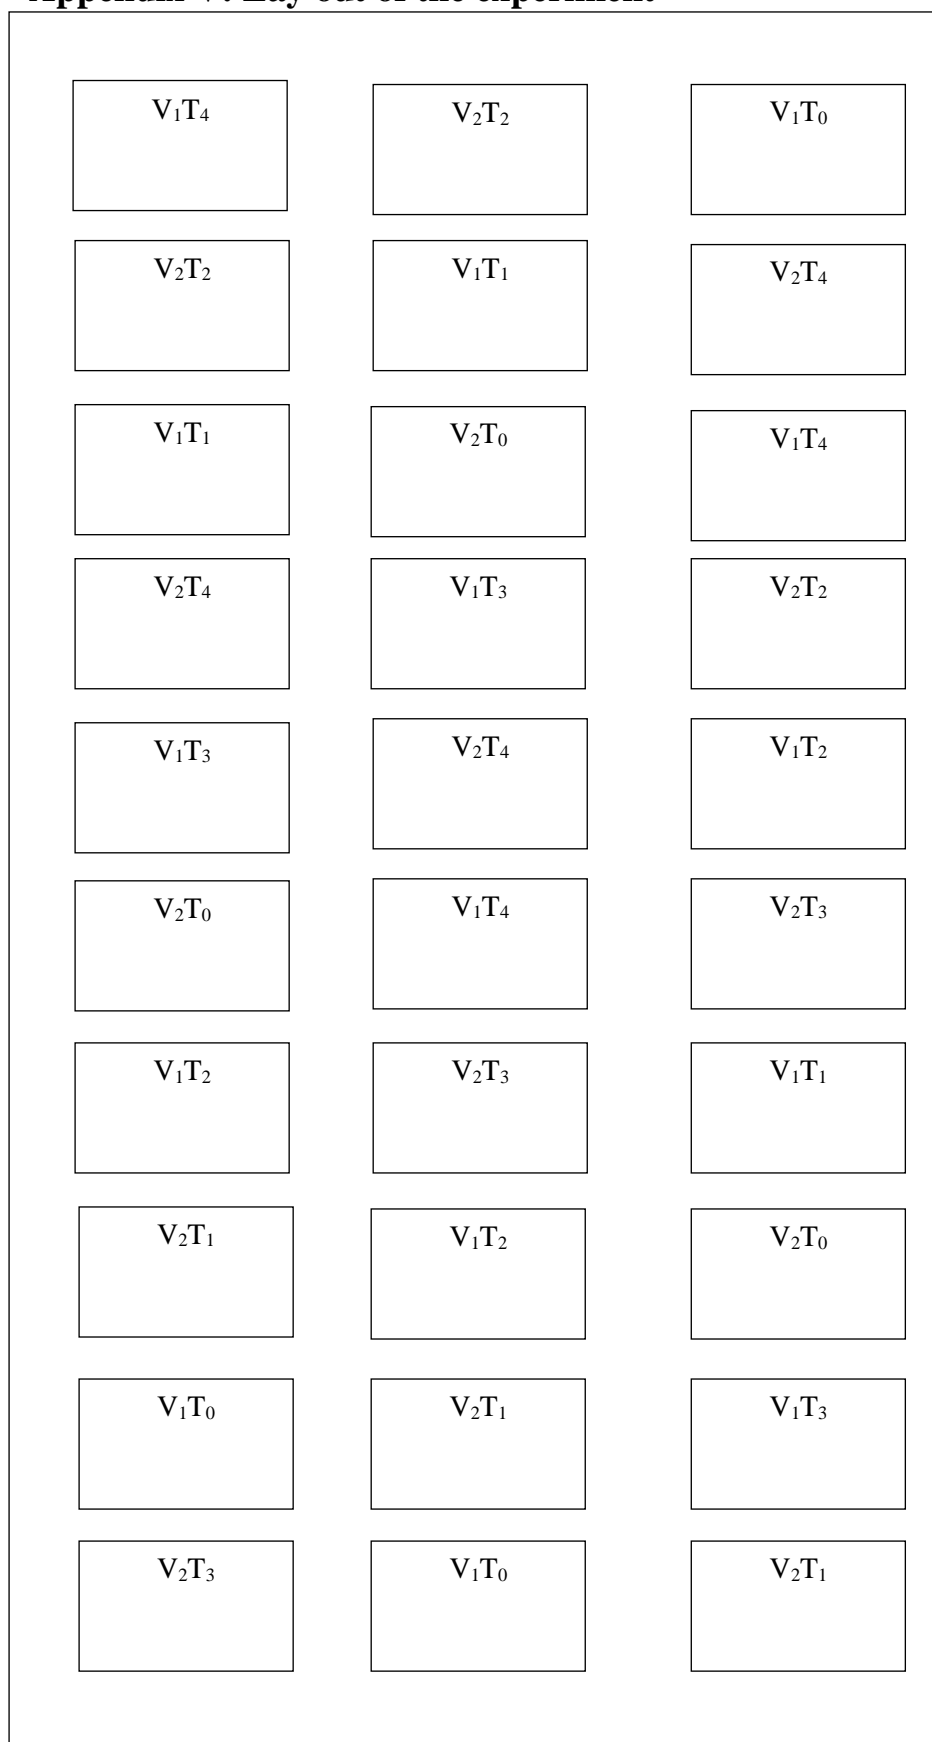 Appendix V: Lay out of the experiment
V₁T₄ V₂T₂ V₁T₀
V₂T₂ V₁T₁ V₂T₄
V₁T₁ V₂T₀ V₁T₄
V₂T₄ V₁T₃ V₂T₂
V₁T₃ V₂T₄ V₁T₂
V₂T₀ V₁T₄ V₂T₃
V₁T₂ V₂T₃ V₁T₁
V₂T₁ V₁T₂ V₂T₀
V₁T₀ V₂T₁ V₁T₃
V₂T₃ V₁T₀ V₂T₁